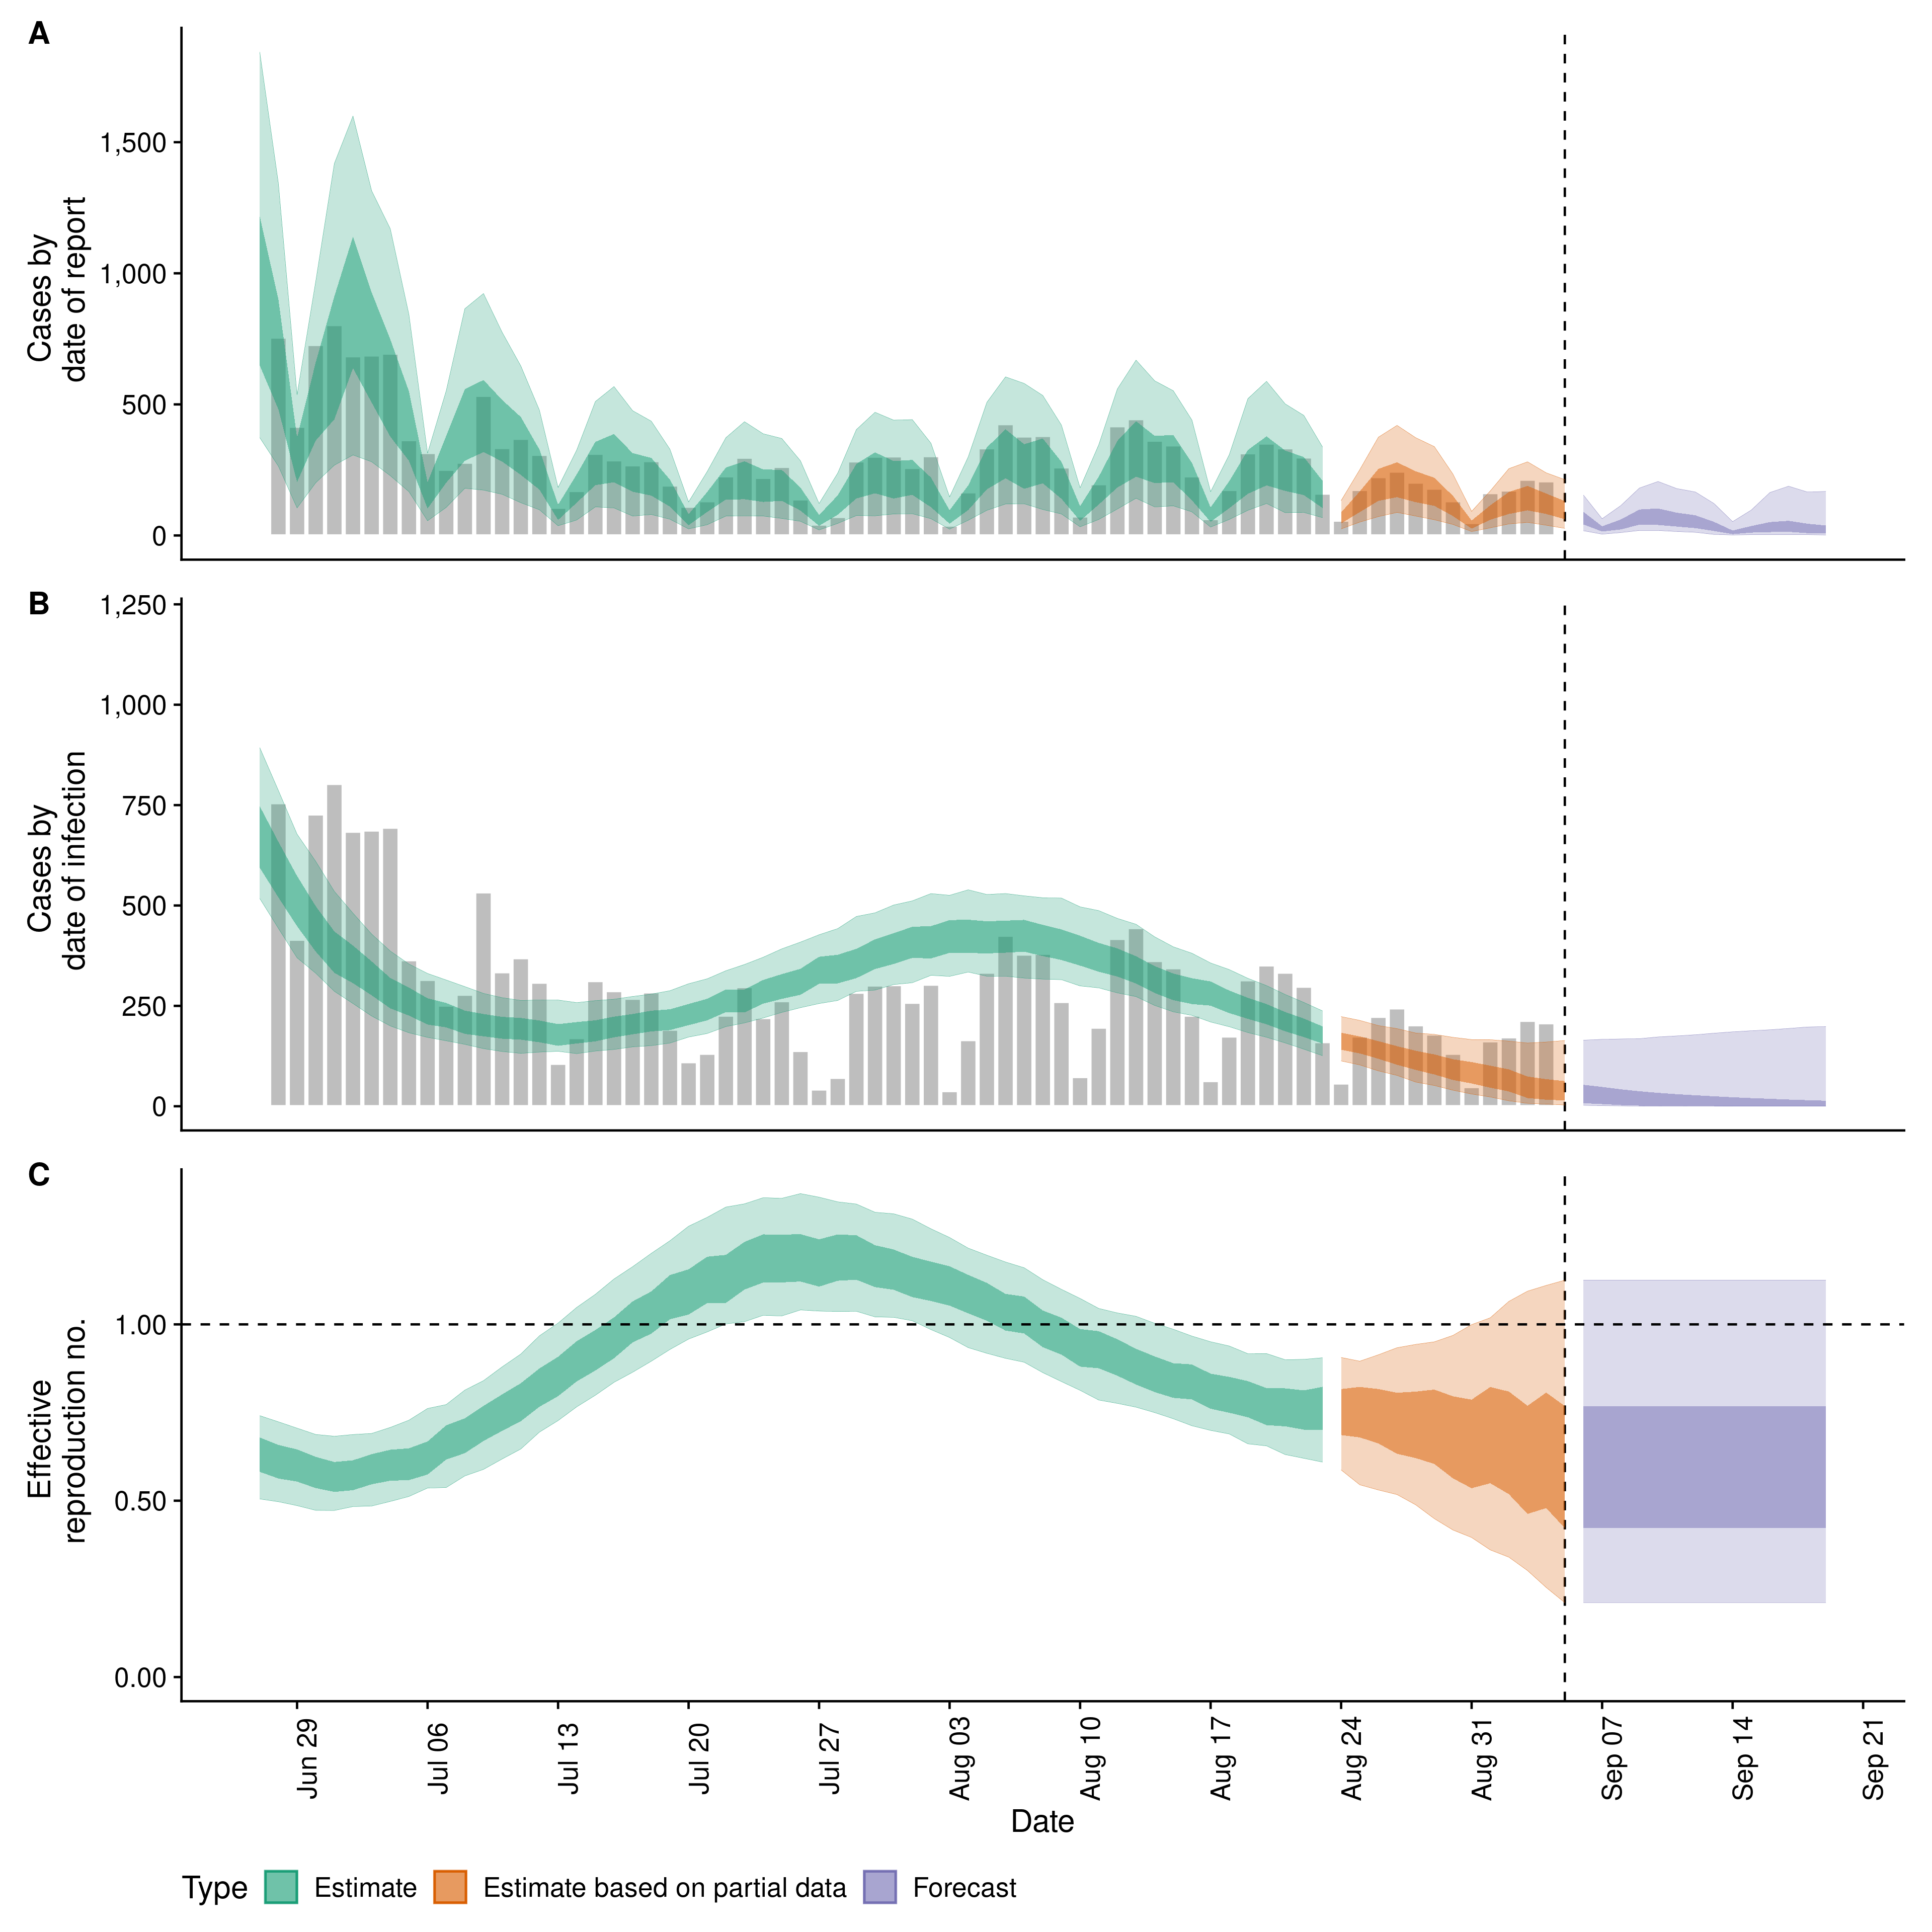 A
1,500
1,000
500
0
Cases by
date of report
B
1,250
1,000
750
500
250
0
Cases by
date of infection
C
1.00
0.50
0.00
Effective
reproduction no.
Jun 29
Jul 06
Jul 13
Jul 20
Jul 27
Aug 03
Aug 10
Aug 17
Aug 24
Aug 31
Sep 07
Sep 14
Sep 21
Date
Type Estimate Estimate based on partial data Forecast